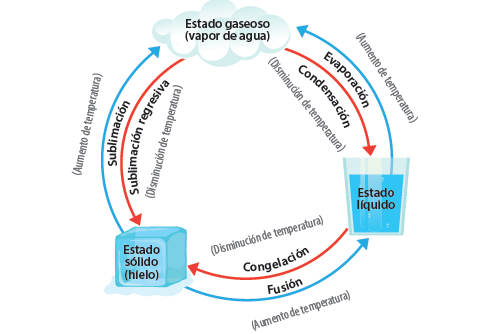 Estado gaseoso
(vapor de agua)
(Aumento de temperatura)
Sublimación
Sublimación regresiva
(Disminución de temperatura)
(Disminución de temperatura)
Condensación
Evaporación
(Aumento de temperatura)
Estado
líquido
Estado
sólido
(hielo)
(Disminución de temperatura)
Congelación
Fusión
(Aumento de temperatura)